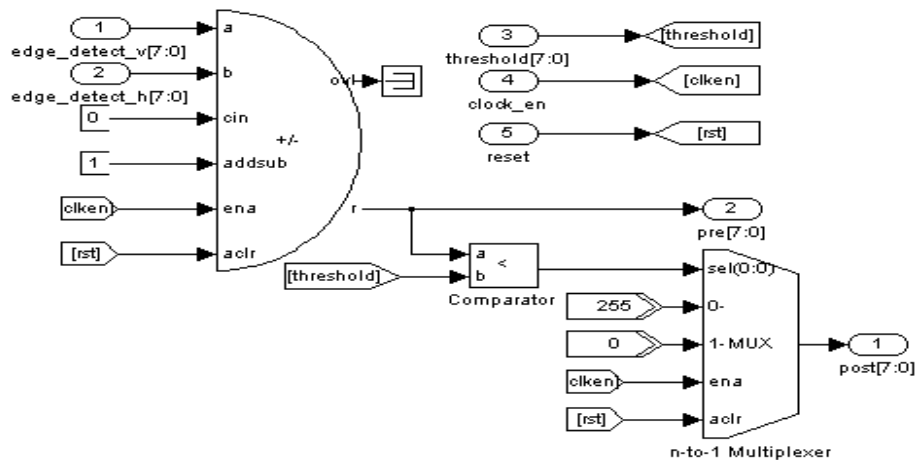 1
a
edge_detect_v[7:0]
2
b
edge_detect_h[7:0]
0
cin
+/-
1
addsub
clken
ena
[rst]
aclr
ovl
r
3
[threshold]
threshold[7:0]
4
[clken]
clock_en
5
[rst]
reset
2
pre[7:0]
a
<
b
[threshold]
Comparator
sel(0:0)
255
0-
0
1- MUX
1
post[7:0]
clken
ena
[rst]
aclr
n-to-1 Multiplexer